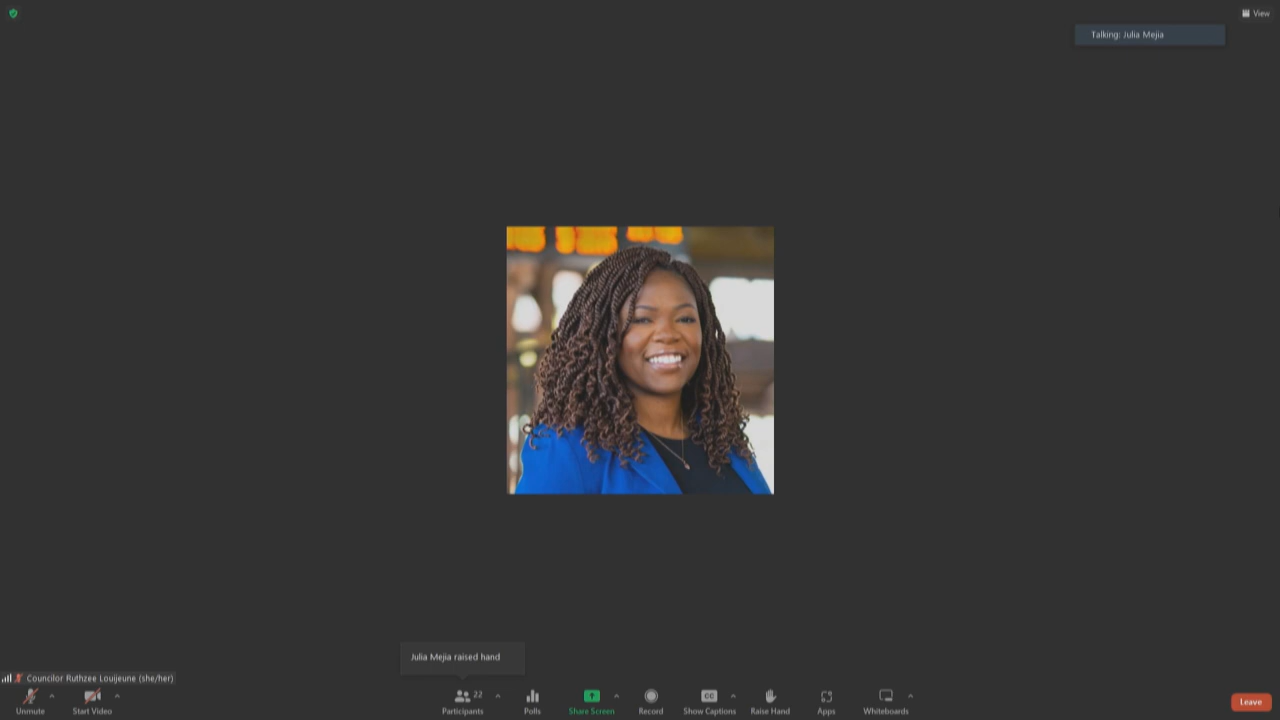 View
Talking: Julia Mejia
Julia Mejia raised hand
Councilor Ruthzee Louijeune (she/her)
Unmute
Start Video
22
Participants
Polls
Share Screen
Record
CC
Show Captions
Raise Hand
Apps
Whiteboards
Leave